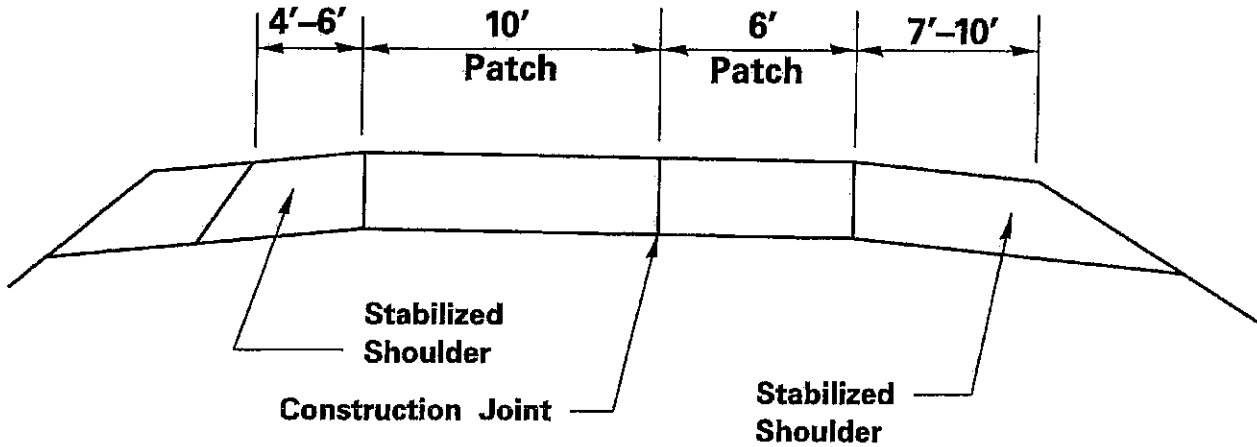 4′–6′
10′
6′
7′–10′
Patch
Patch
Stabilized
Shoulder
Construction Joint
Stabilized
Shoulder